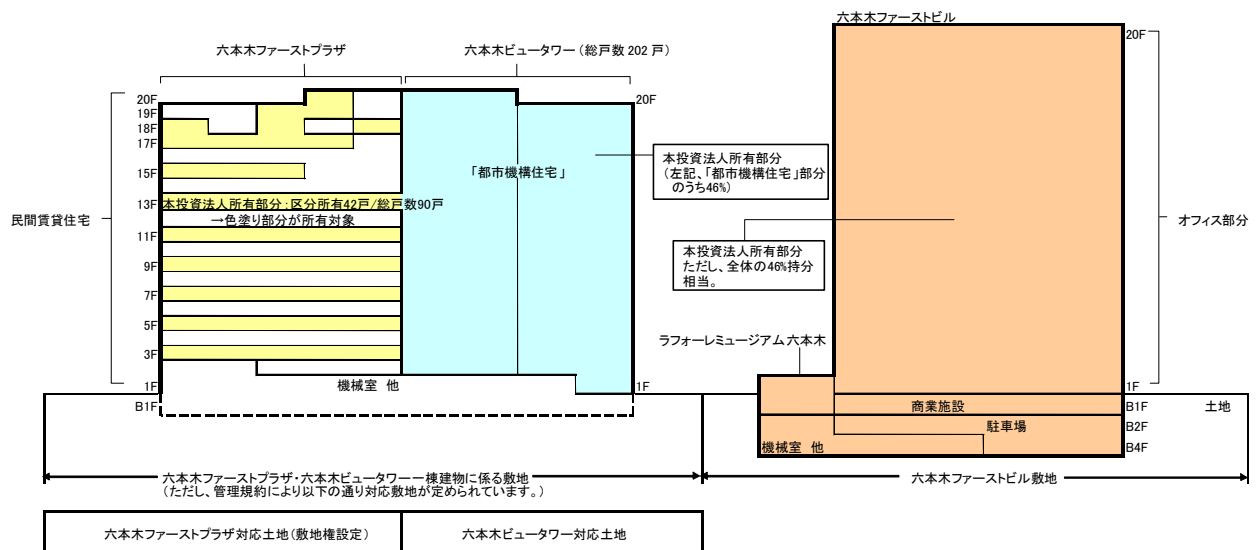 六本木ファーストビル
六本木ファーストプラザ
六本木ビュータワー(総戸数 202 戸)
20F
20F
19F
18F
17F
15F
13F
11F
9F
7F
5F
3F
1F
B1F
民間賃貸住宅
本投資法人所有部分:区分所有42戸/総戸数90戸
→色塗り部分が所有対象
「都市機構住宅」
20F
1F
機械室 他
本投資法人所有部分
(左記、「都市機構住宅」部分
のうち46%)
本投資法人所有部分
ただし、全体の46%持分
相当。
オフィス部分
ラフォーレミュージアム六本木
1F
B1F
B2F
B4F
土地
商業施設
駐車場
機械室 他
六本木ファーストプラザ・六本木ビュータワー一棟建物に係る敷地
(ただし、管理規約により以下の通り対応敷地が定められています。)
六本木ファーストビル敷地
六本木ファーストプラザ対応土地(敷地権設定)
六本木ビュータワー対応土地